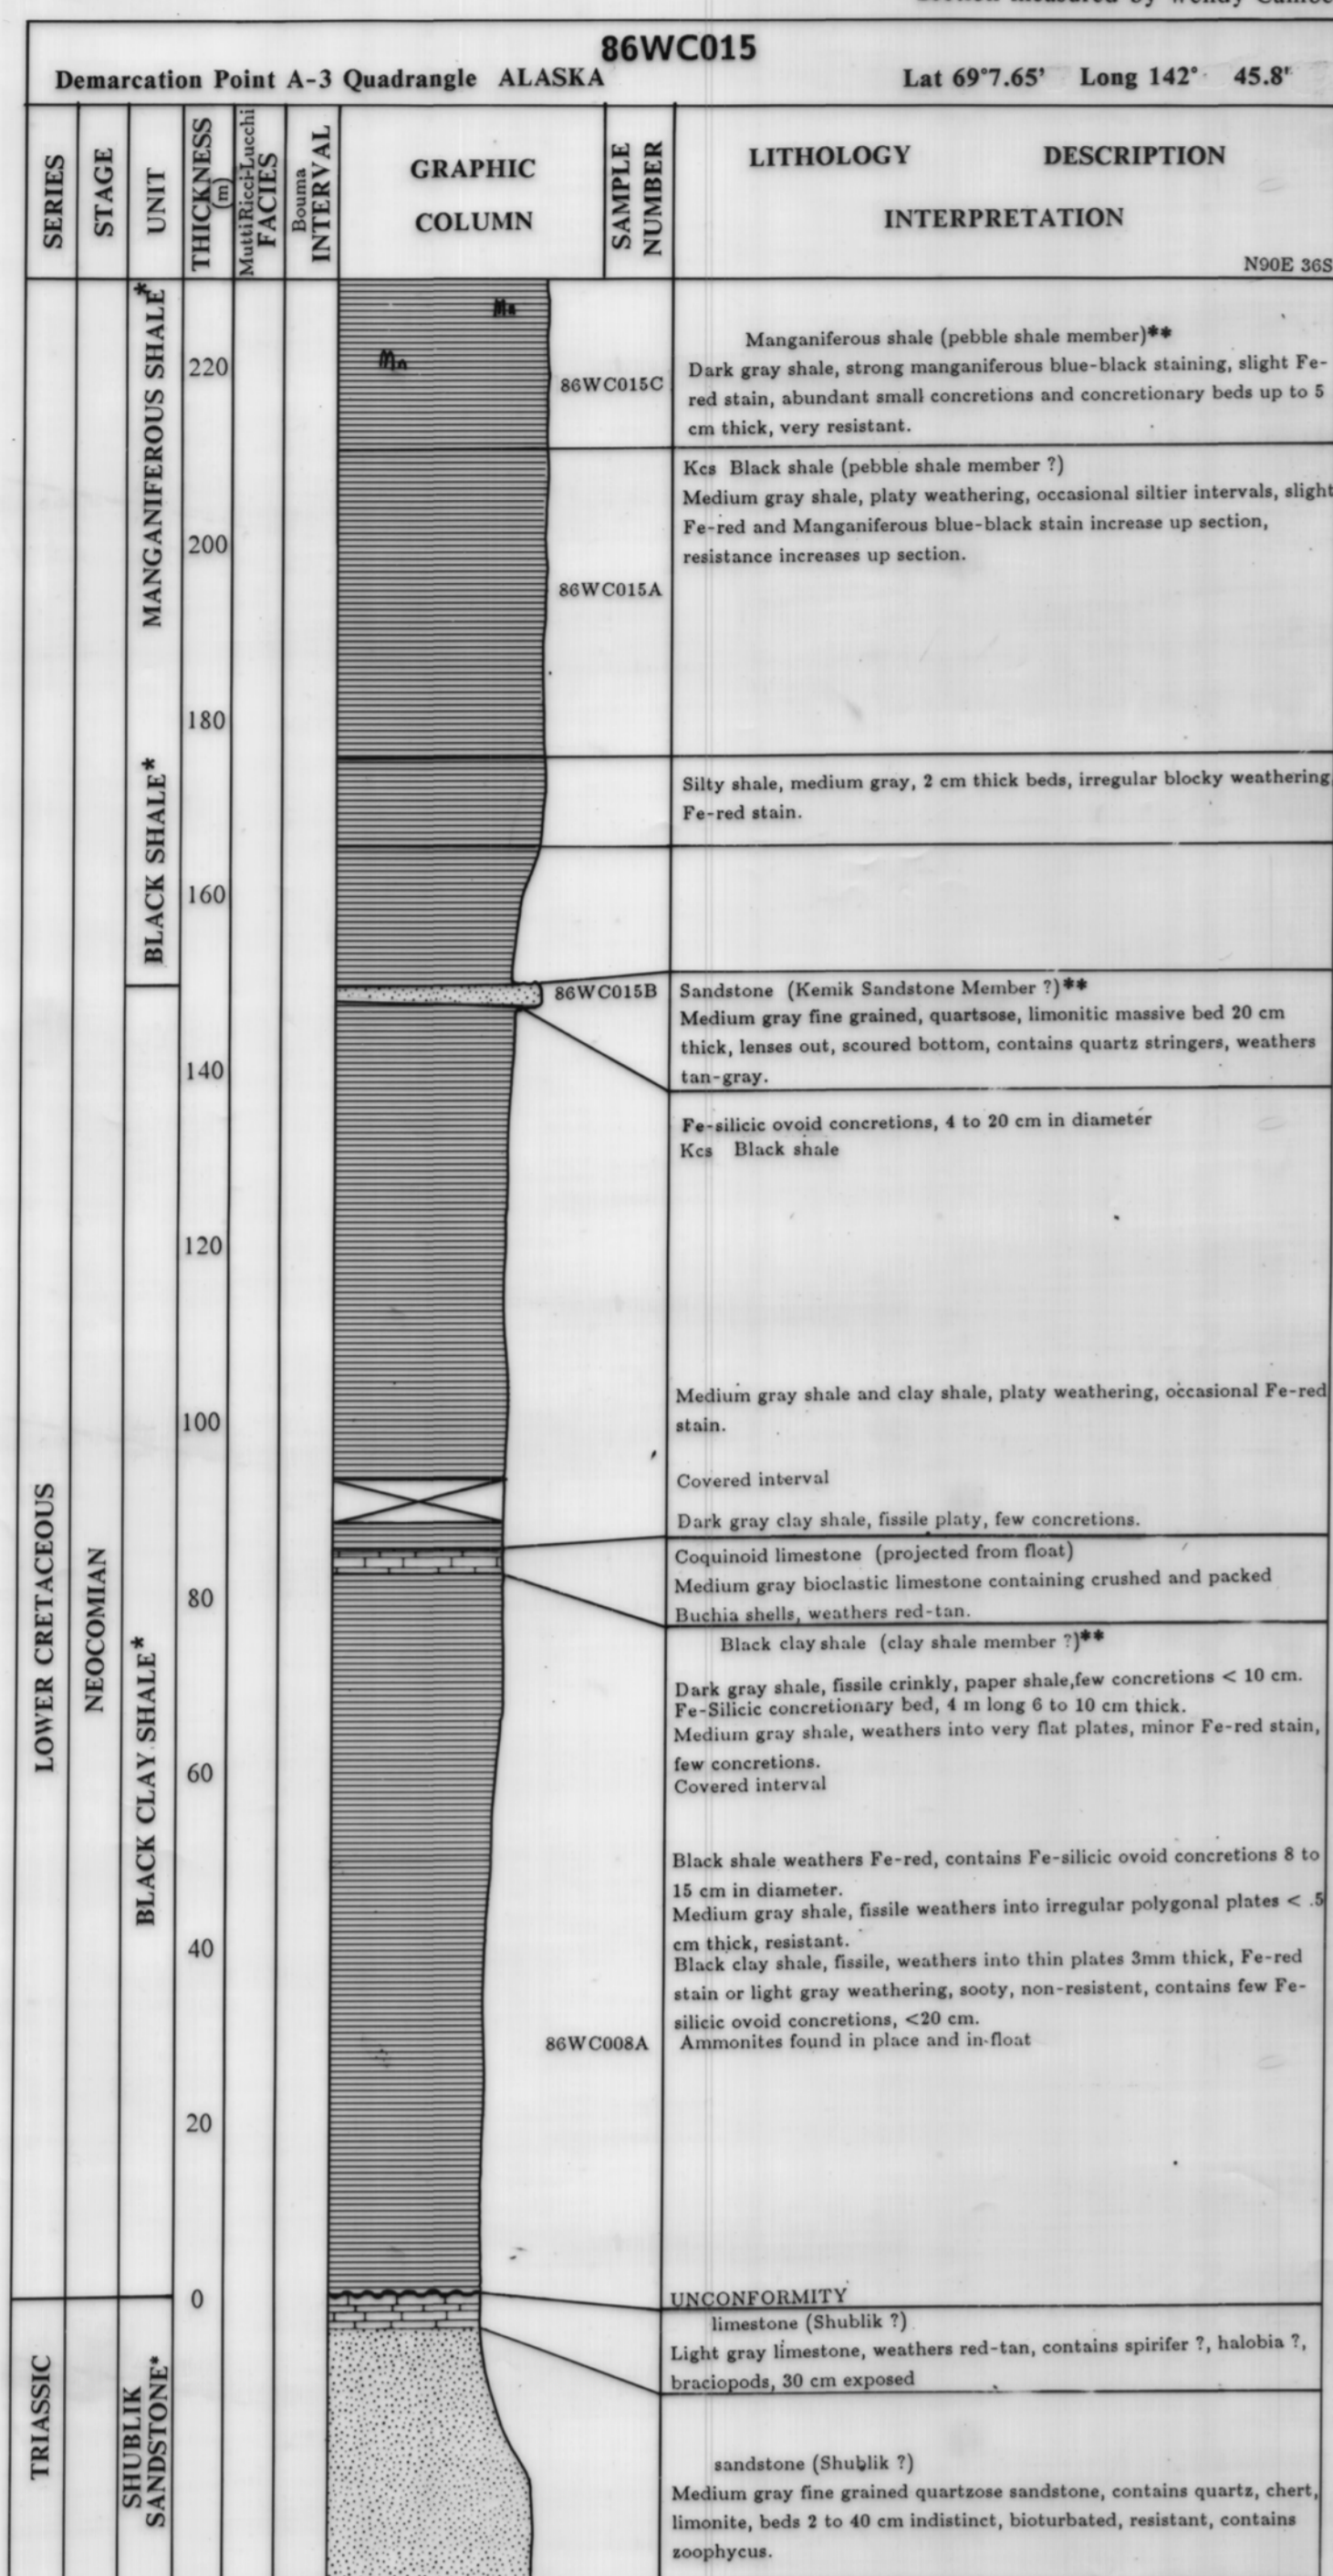 86WC015
Demarcation Point A-3 Quadrangle ALASKA Lat 69°7.65' Long 142° 45.8'
SERIES
STAGE
UNIT
THICKNESS (m)
MuttiRicci-Lucchi FACIES
Bouma INTERVAL
GRAPHIC
COLUMN
SAMPLE NUMBER
LITHOLOGY DESCRIPTION
INTERPRETATION
N90E 36S
MANGANIFEROUS SHALE*
BLACK SHALE*
BLACK CLAY SHALE*
SHUBLIK SANDSTONE*
LOWER CRETACEOUS
NEOCOMIAN
TRIASSIC
220
200
180
160
140
120
100
80
60
40
20
0
Mn
Mn
86WC015C
86WC015A
86WC015B
86WC008A
Manganiferous shale (pebble shale member)**
Dark gray shale, strong manganiferous blue-black staining, slight Fe-
red stain, abundant small concretions and concretionary beds up to 5
cm thick, very resistant.
Kcs Black shale (pebble shale member ?)
Medium gray shale, platy weathering, occasional siltier intervals, slight
Fe-red and Manganiferous blue-black stain increase up section,
resistance increases up section.
Silty shale, medium gray, 2 cm thick beds, irregular blocky weathering
Fe-red stain.
Sandstone (Kemik Sandstone Member ?)**
Medium gray fine grained, quartsose, limonitic massive bed 20 cm
thick, lenses out, scoured bottom, contains quartz stringers, weathers
tan-gray.
Fe-silicic ovoid concretions, 4 to 20 cm in diameter
Kcs Black shale
Medium gray shale and clay shale, platy weathering, occasional Fe-red
stain.
Covered interval
Dark gray clay shale, fissile platy, few concretions.
Coquinoid limestone (projected from float)
Medium gray bioclastic limestone containing crushed and packed
Buchia shells, weathers red-tan.
Black clay shale (clay shale member ?)**
Dark gray shale, fissile crinkly, paper shale,few concretions < 10 cm.
Fe-Silicic concretionary bed, 4 m long 6 to 10 cm thick.
Medium gray shale, weathers into very flat plates, minor Fe-red stain,
few concretions.
Covered interval
Black shale weathers Fe-red, contains Fe-silicic ovoid concretions 8 to
15 cm in diameter.
Medium gray shale, fissile weathers into irregular polygonal plates < .5
cm thick, resistant.
Black clay shale, fissile, weathers into thin plates 3mm thick, Fe-red
stain or light gray weathering, sooty, non-resistent, contains few Fe-
silicic ovoid concretions, <20 cm.
Ammonites found in place and in-float
UNCONFORMITY
limestone (Shublik ?)
Light gray limestone, weathers red-tan, contains spirifer ?, halobia ?,
braciopods, 30 cm exposed
sandstone (Shublik ?)
Medium gray fine grained quartzose sandstone, contains quartz, chert,
limonite, beds 2 to 40 cm indistinct, bioturbated, resistant, contains
zoophycus.